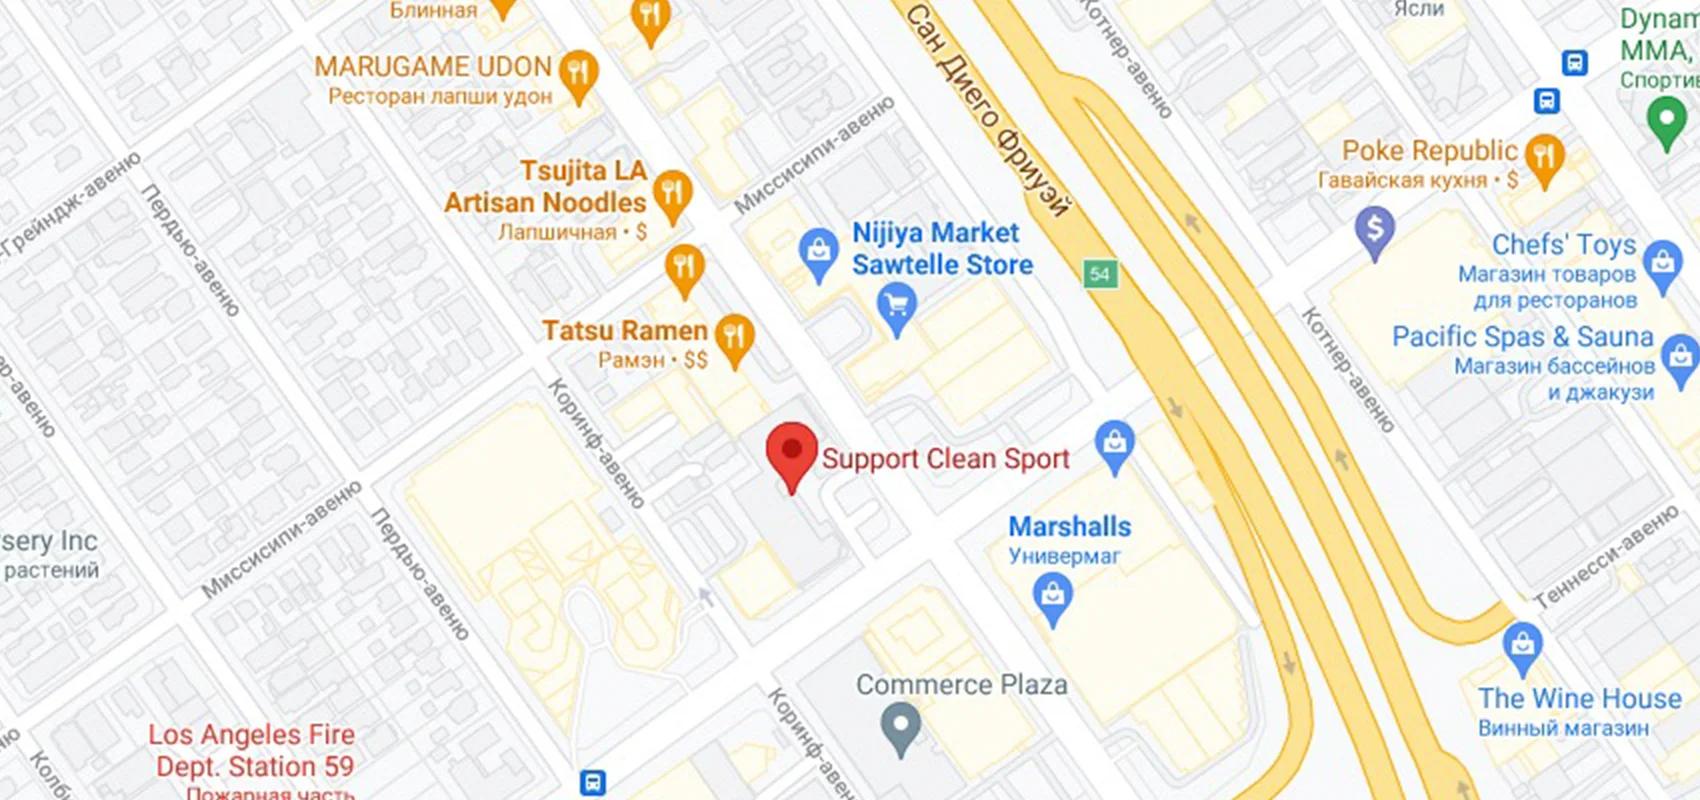 Блинная
MARUGAME UDON
Ресторан лапши удон
Tsujita LA
Artisan Noodles
Лапшичная • $
Tatsu Ramen
Рамэн • $$
Nijiya Market
Sawtelle Store
Support Clean Sport
Marshalls
Универмаг
Commerce Plaza
Los Angeles Fire
Dept. Station 59
Пожарная часть
sery Inc
растений
-Грейндж-авеню
Пердью-авеню
ер-авеню
Миссисипи-авеню
Пердью-авеню
Коринф-авеню
Коринф-авеню
Миссисипи-авеню
Колб
ню
Сан Диего Фриуэй
54
Котнер-авеню
Ясли
Dynam
MMA,
Спортив
Poke Republic
Гавайская кухня • $
$
Chefs' Toys
Магазин товаров
для ресторанов
Pacific Spas & Sauna
Магазин бассейнов
и джакузи
Котнер-авеню
Теннесси-авеню
The Wine House
Винный магазин